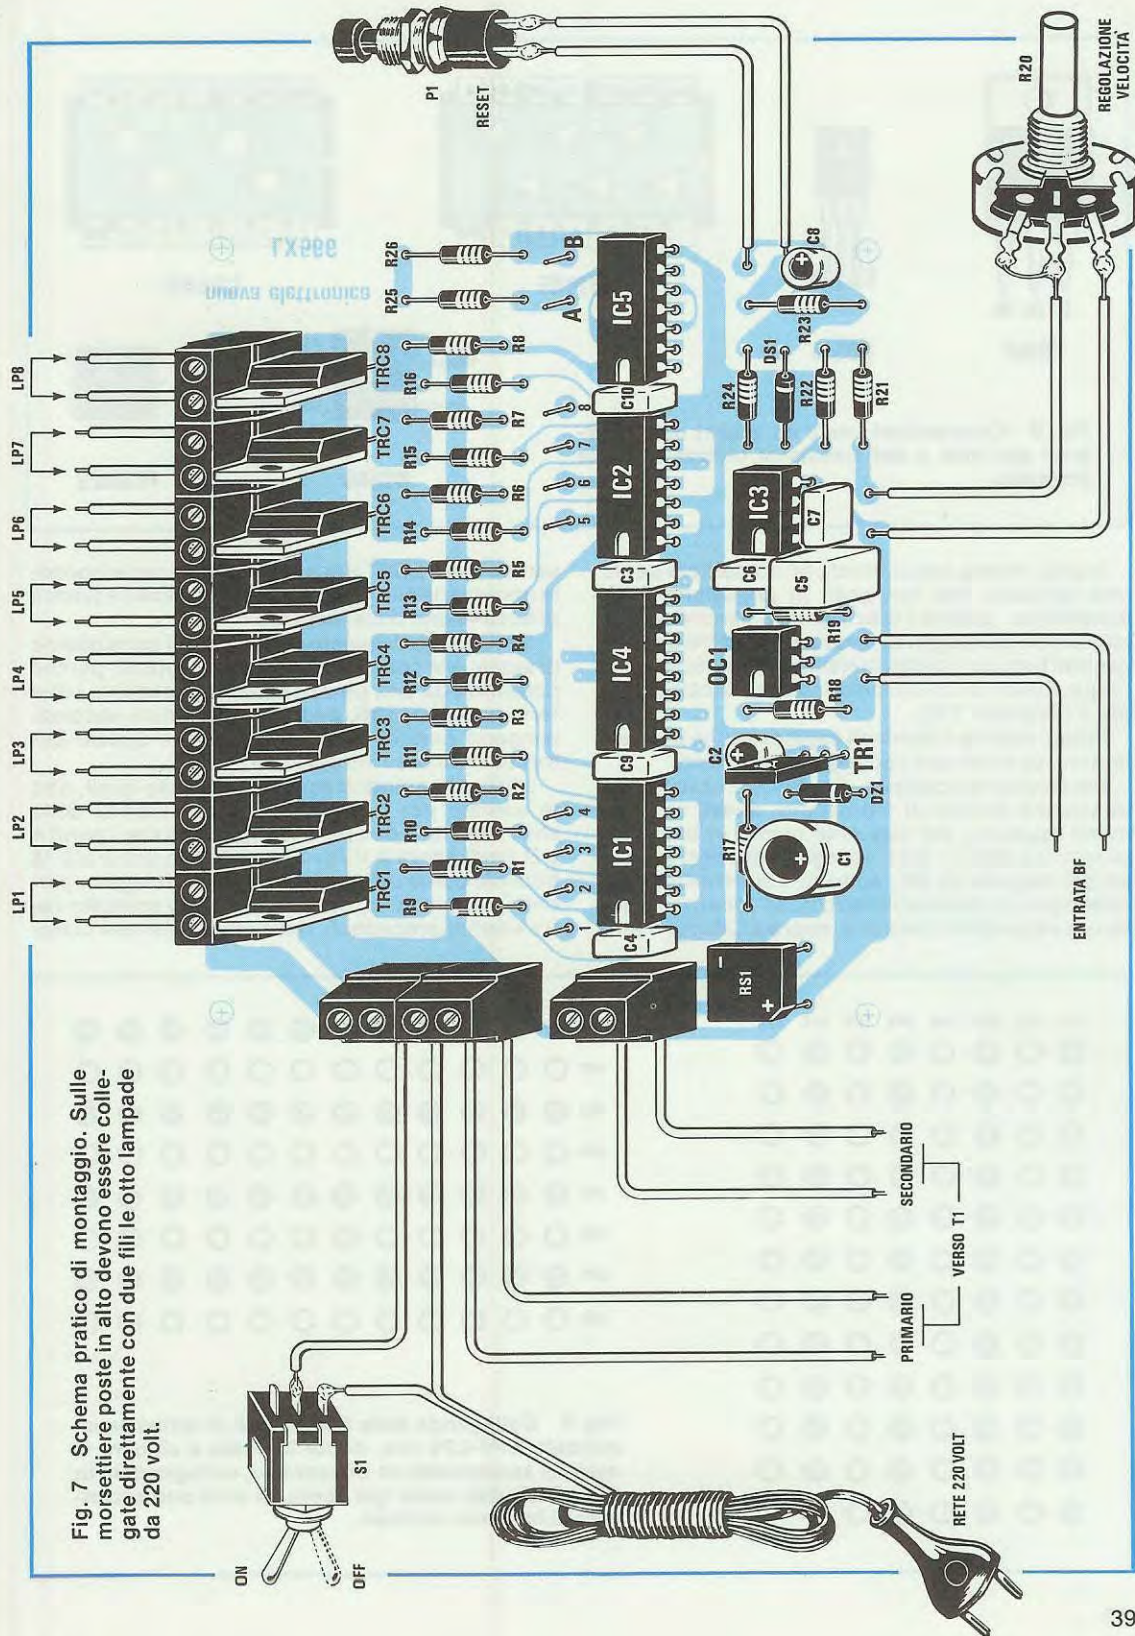 Fig. 7 Schema pratico di montaggio. Sulle
morsettiere poste in alto devono essere colle-
gate direttamente con due fili le otto lampade
da 220 volt.
LP1 LP2 LP3 LP4 LP5 LP6 LP7 LP8
TRC1 TRC2 TRC3 TRC4 TRC5 TRC6 TRC7 TRC8
R9 R10 R11 R12 R13 R14 R15 R16 R25 R26
R1 R2 R3 R4 R5 R6 R7 R8
1 2 3 4 5 6 7 8 A B
C4 IC1 C9 IC4 C3 IC2 C10 IC5
P1
RESET
ON
OFF
S1
RS1
- +
R17
C1
+
DZ1
C2
+
TR1
OC1
R18
R19
C6
C5
IC3
C7
R24
DS1
R22
R21
R23
C8
+
R20
REGOLAZIONE
VELOCITÀ
ENTRATA BF
SECONDARIO
PRIMARIO
VERSO T1
RETE 220 VOLT
nuova elettronica
LX566
39